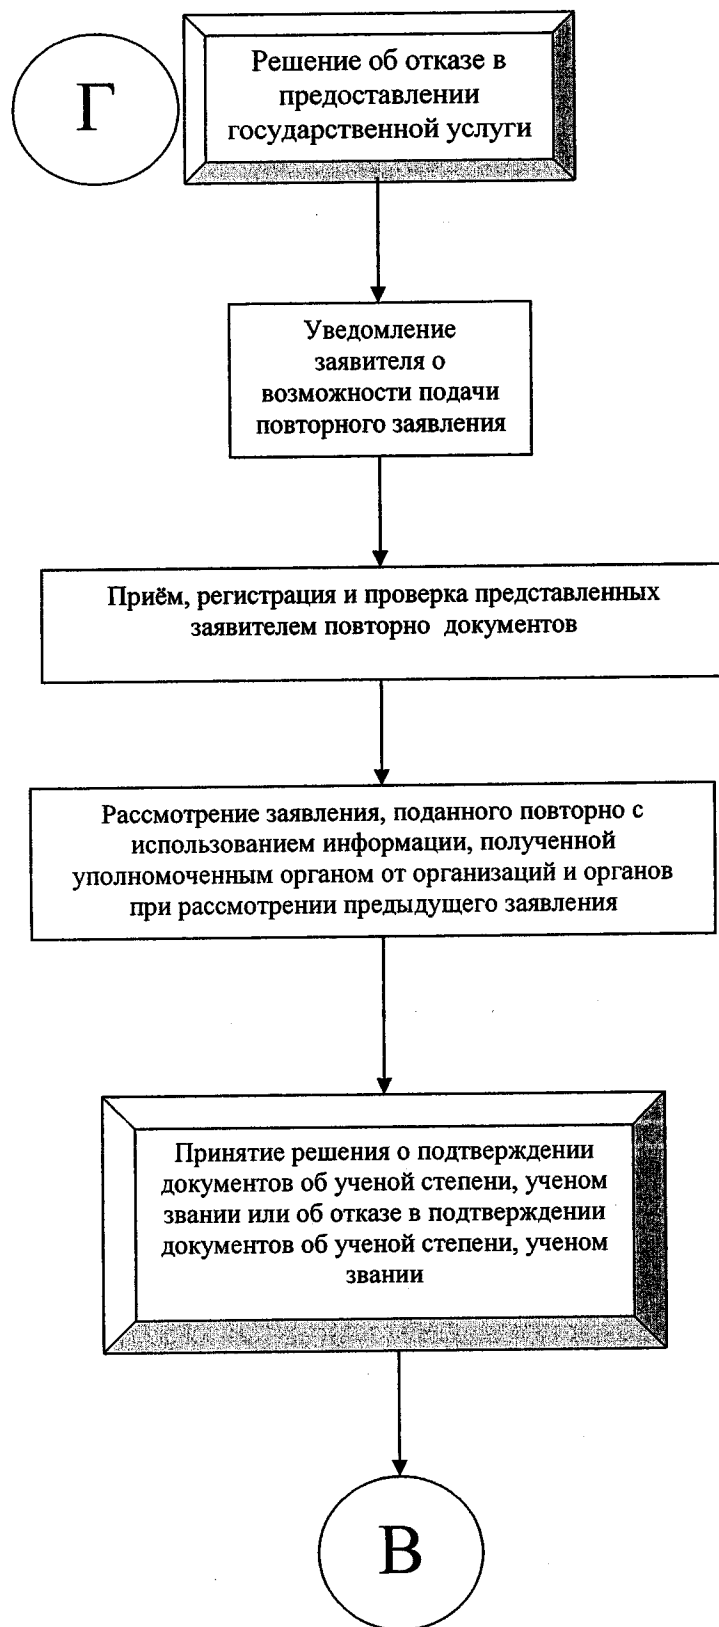 Г
Решение об отказе в
предоставлении
государственной услуги
Уведомление
заявителя о
возможности подачи
повторного заявления
Приём, регистрация и проверка представленных
заявителем повторно документов
Рассмотрение заявления, поданного повторно с
использованием информации, полученной
уполномоченным органом от организаций и органов
при рассмотрении предыдущего заявления
Принятие решения о подтверждении
документов об ученой степени, ученом
звании или об отказе в подтверждении
документов об ученой степени, ученом
звании
В